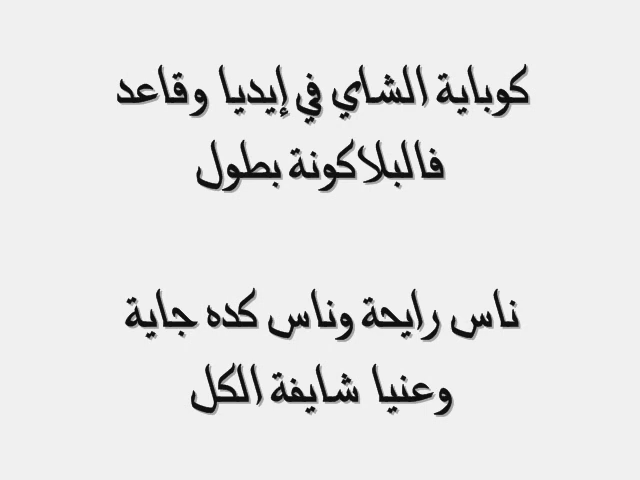 كوباية الشاي في إيديا وقاعد
فالبلاكونة بطول
ناس رايحة وناس كده جاية
وعنيا شايفة الكل